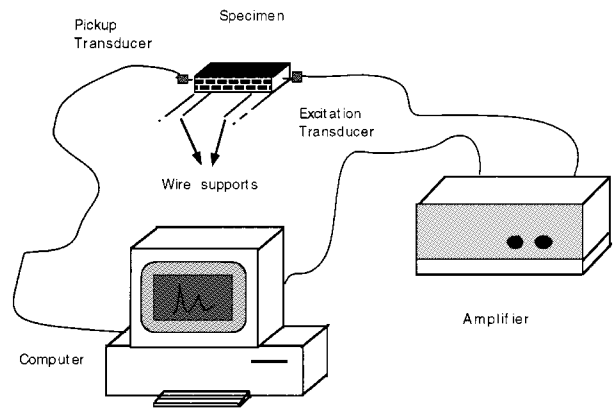 Specimen
Pickup
Transducer
Excitation
Transducer
Wire supports
Amplifier
Computer